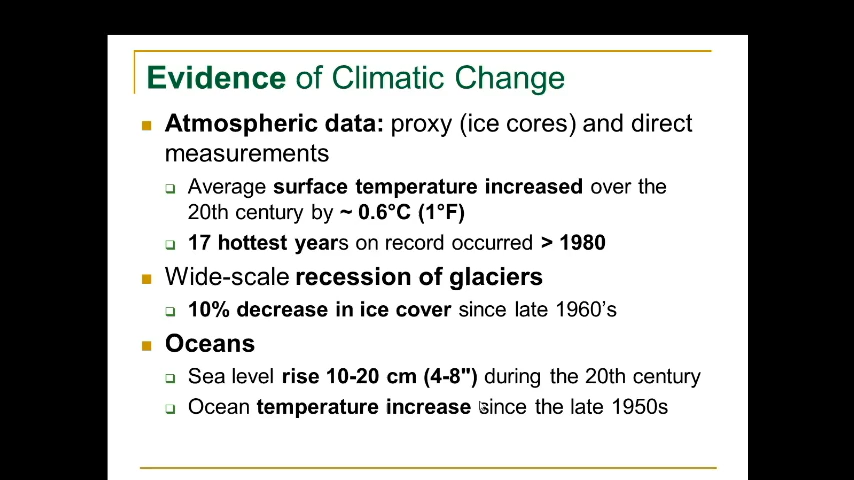 Evidence of Climatic Change
Atmospheric data: proxy (ice cores) and direct
measurements
Average surface temperature increased over the
20th century by ~ 0.6°C (1°F)
17 hottest years on record occurred > 1980
Wide-scale recession of glaciers
10% decrease in ice cover since late 1960’s
Oceans
Sea level rise 10-20 cm (4-8") during the 20th century
Ocean temperature increase since the late 1950s